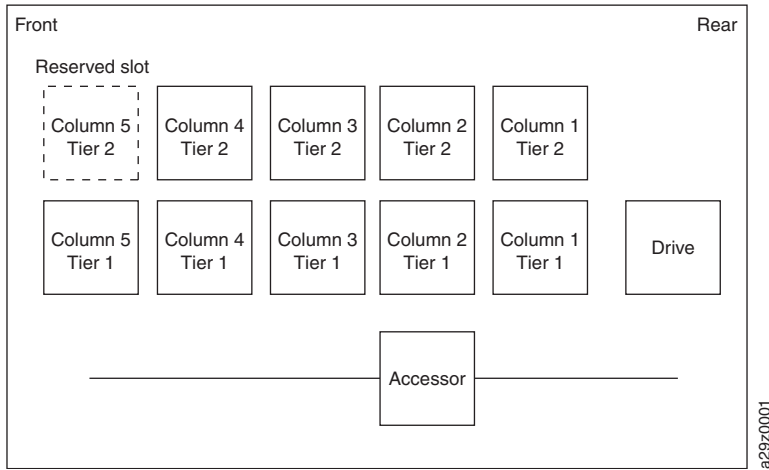 Front Rear
Reserved slot
Column 5 Column 4 Column 3 Column 2 Column 1
Tier 2 Tier 2 Tier 2 Tier 2 Tier 2
Column 5 Column 4 Column 3 Column 2 Column 1 Drive
Tier 1 Tier 1 Tier 1 Tier 1 Tier 1
Accessor
a29z0001